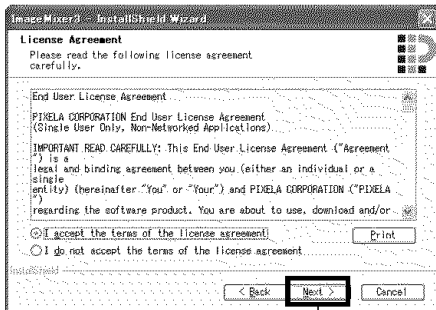 ImageMixer3 - InstallShield Wizard
License Agreement
Please read the following license agreement
carefully.
End User License Agreement
PIXELA CORPORATION End User License Agreement
(Single User Only, Non-Networked Applications)
IMPORTANT READ CAREFULLY: This End User License Agreement ("Agreement
") is a
legal and binding agreement between you (either an individual or a
single
entity) (hereinafter "You" or "Your") and PIXELA CORPORATION ("PIXELA
")
regarding the software product. You are about to use, download and/or
I accept the terms of the license agreement
Print
I do not accept the terms of the license agreement
InstallShield
< Back
Next >
Cancel